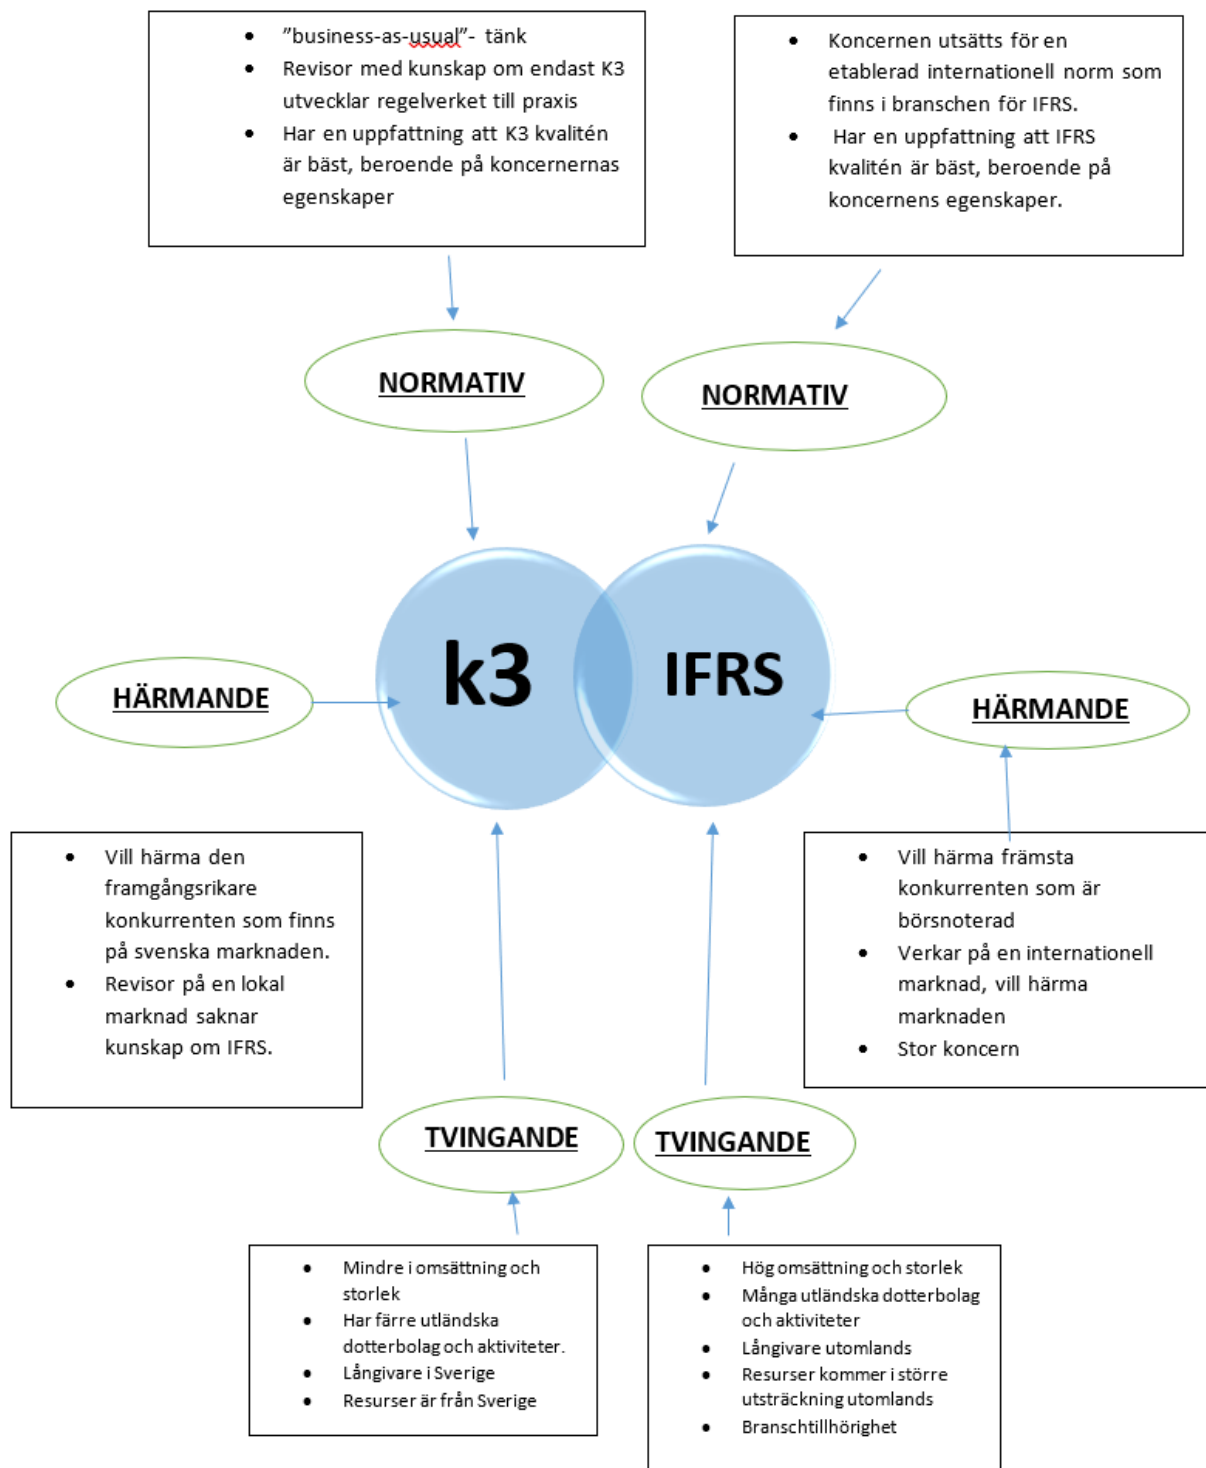 • ”business-as-usual”- tänk
• Revisor med kunskap om endast K3
utvecklar regelverket till praxis
• Har en uppfattning att K3 kvalitén
är bäst, beroende på koncernernas
egenskaper
• Koncernen utsätts för en
etablerad internationell norm som
finns i branschen för IFRS.
• Har en uppfattning att IFRS
kvalitén är bäst, beroende på
koncernens egenskaper.
NORMATIV
NORMATIV
k3
IFRS
HÄRMANDE
HÄRMANDE
• Vill härma den
framgångsrikare
konkurrenten som finns
på svenska marknaden.
• Revisor på en lokal
marknad saknar
kunskap om IFRS.
• Vill härma främsta
konkurrenten som är
börsnoterad
• Verkar på en internationell
marknad, vill härma
marknaden
• Stor koncern
TVINGANDE
TVINGANDE
• Mindre i omsättning och
storlek
• Har färre utländska
dotterbolag och aktiviteter.
• Långivare i Sverige
• Resurser är från Sverige
• Hög omsättning och storlek
• Många utländska dotterbolag
och aktiviteter
• Långivare utomlands
• Resurser kommer i större
utsträckning utomlands
• Branschtillhörighet